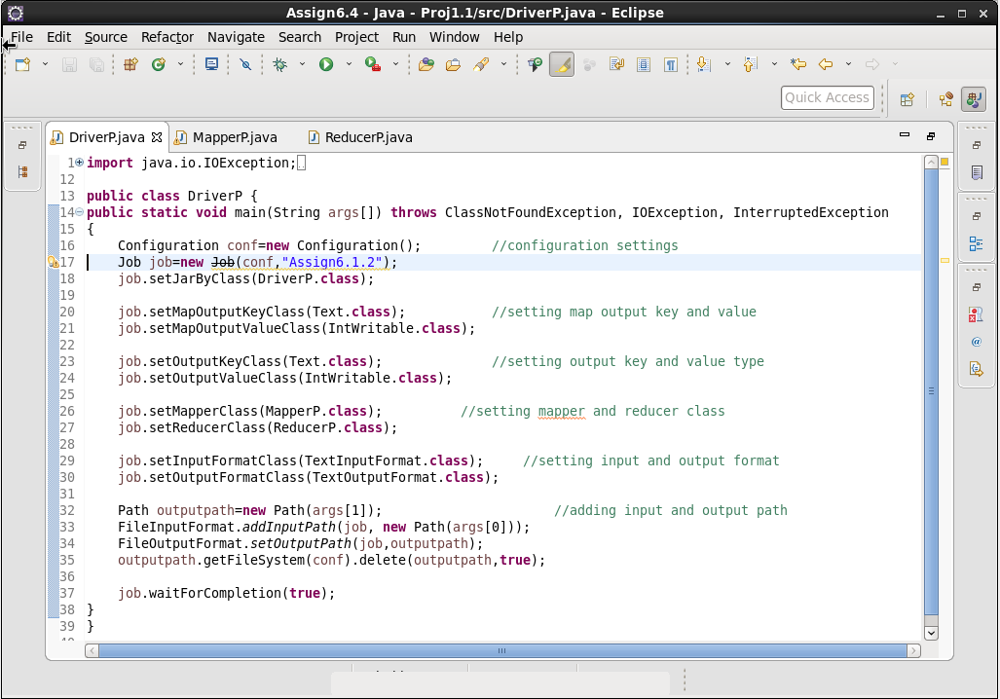 Assign6.4 - Java - Proj1.1/src/DriverP.java - Eclipse
File Edit Source Refactor Navigate Search Project Run Window Help
Quick Access
DriverP.java MapperP.java ReducerP.java
1 import java.io.IOException;
12
13 public class DriverP {
14 public static void main(String args[]) throws ClassNotFoundException, IOException, InterruptedException
15 {
16 Configuration conf=new Configuration(); //configuration settings
17 Job job=new Job(conf,"Assign6.1.2");
18 job.setJarByClass(DriverP.class);
19
20 job.setMapOutputKeyClass(Text.class); //setting map output key and value
21 job.setMapOutputValueClass(IntWritable.class);
22
23 job.setOutputKeyClass(Text.class); //setting output key and value type
24 job.setOutputValueClass(IntWritable.class);
25
26 job.setMapperClass(MapperP.class); //setting mapper and reducer class
27 job.setReducerClass(ReducerP.class);
28
29 job.setInputFormatClass(TextInputFormat.class); //setting input and output format
30 job.setOutputFormatClass(TextOutputFormat.class);
31
32 Path outputpath=new Path(args[1]); //adding input and output path
33 FileInputFormat.addInputPath(job, new Path(args[0]));
34 FileOutputFormat.setOutputPath(job,outputpath);
35 outputpath.getFileSystem(conf).delete(outputpath,true);
36
37 job.waitForCompletion(true);
38 }
39 }